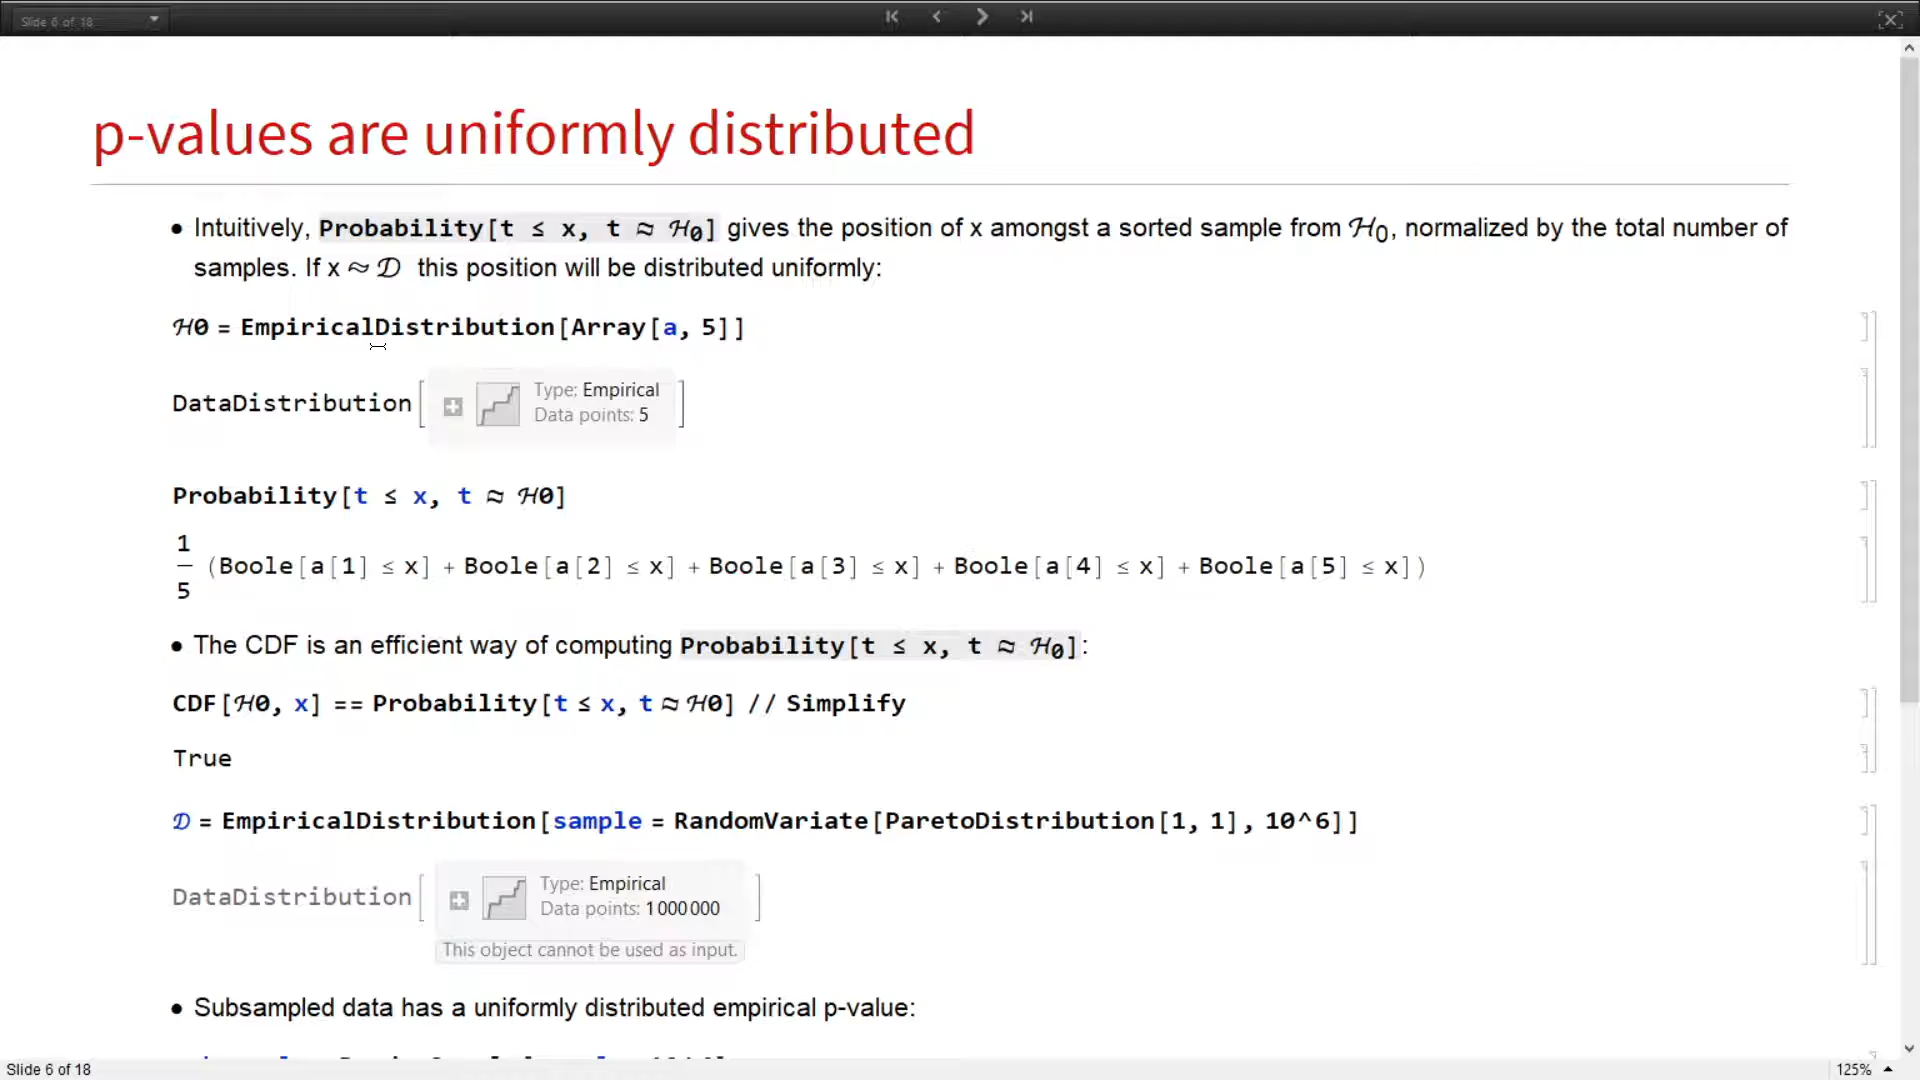 Slide 6 of 18
p-values are uniformly distributed
• Intuitively, Probability[t ≤ x, t ≈ ℋ0] gives the position of x amongst a sorted sample from ℋ0, normalized by the total number of
samples. If x ≈ 𝒟 this position will be distributed uniformly:
ℋ0 = EmpiricalDistribution[Array[a, 5]]
DataDistribution[ Type: Empirical
Data points: 5 ]
Probability[t ≤ x, t ≈ ℋ0]
1/5 (Boole[a[1] ≤ x] + Boole[a[2] ≤ x] + Boole[a[3] ≤ x] + Boole[a[4] ≤ x] + Boole[a[5] ≤ x])
• The CDF is an efficient way of computing Probability[t ≤ x, t ≈ ℋ0]:
CDF[ℋ0, x] == Probability[t ≤ x, t ≈ ℋ0] // Simplify
True
𝒟 = EmpiricalDistribution[sample = RandomVariate[ParetoDistribution[1, 1], 10^6]]
DataDistribution[ Type: Empirical
Data points: 1000000 ]
This object cannot be used as input.
• Subsampled data has a uniformly distributed empirical p-value:
Slide 6 of 18
125%